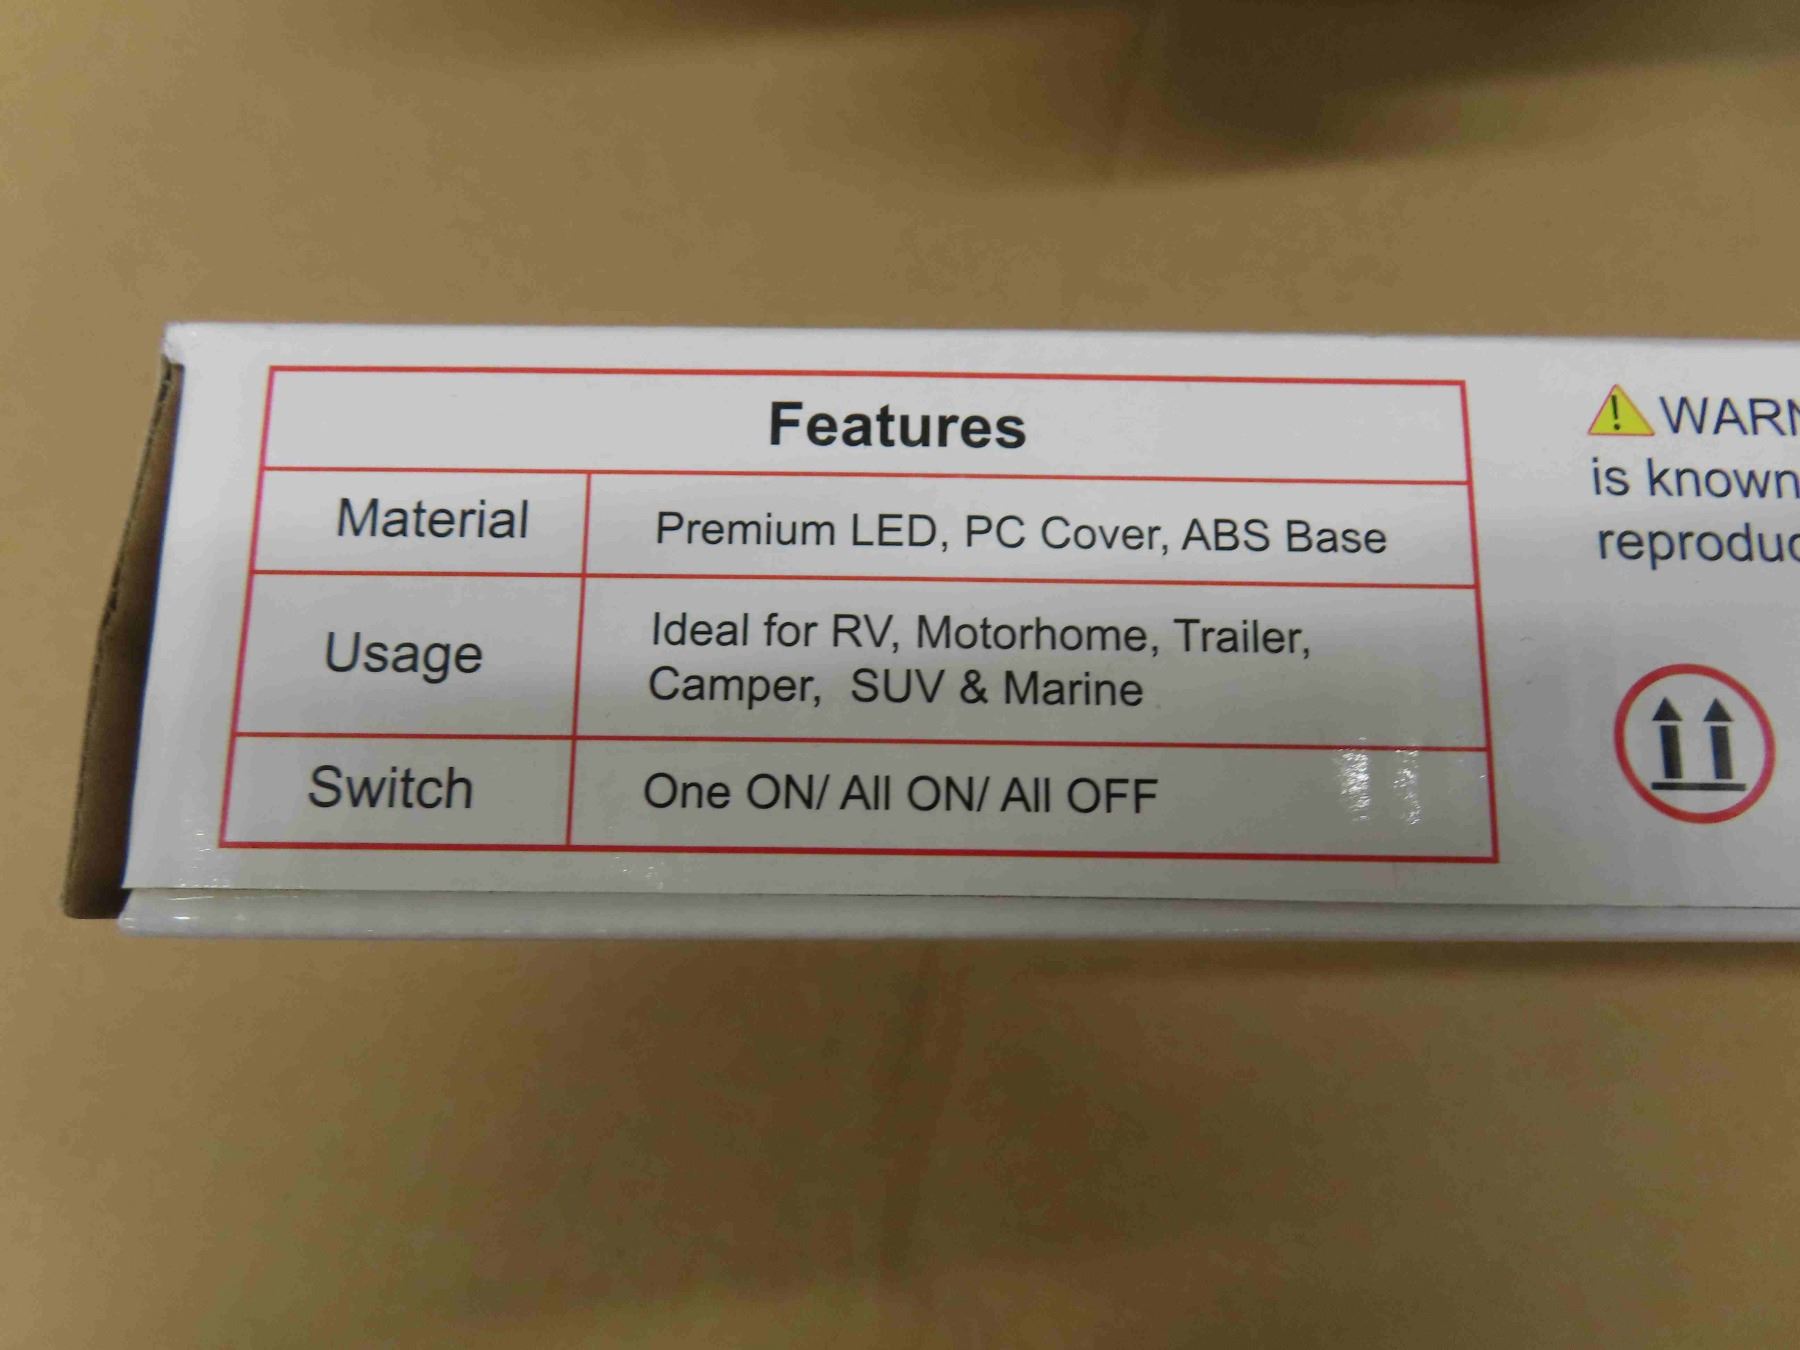 Features
Material
Premium LED, PC Cover, ABS Base
Usage
Ideal for RV, Motorhome, Trailer,
Camper, SUV & Marine
Switch
One ON/ All ON/ All OFF
is known